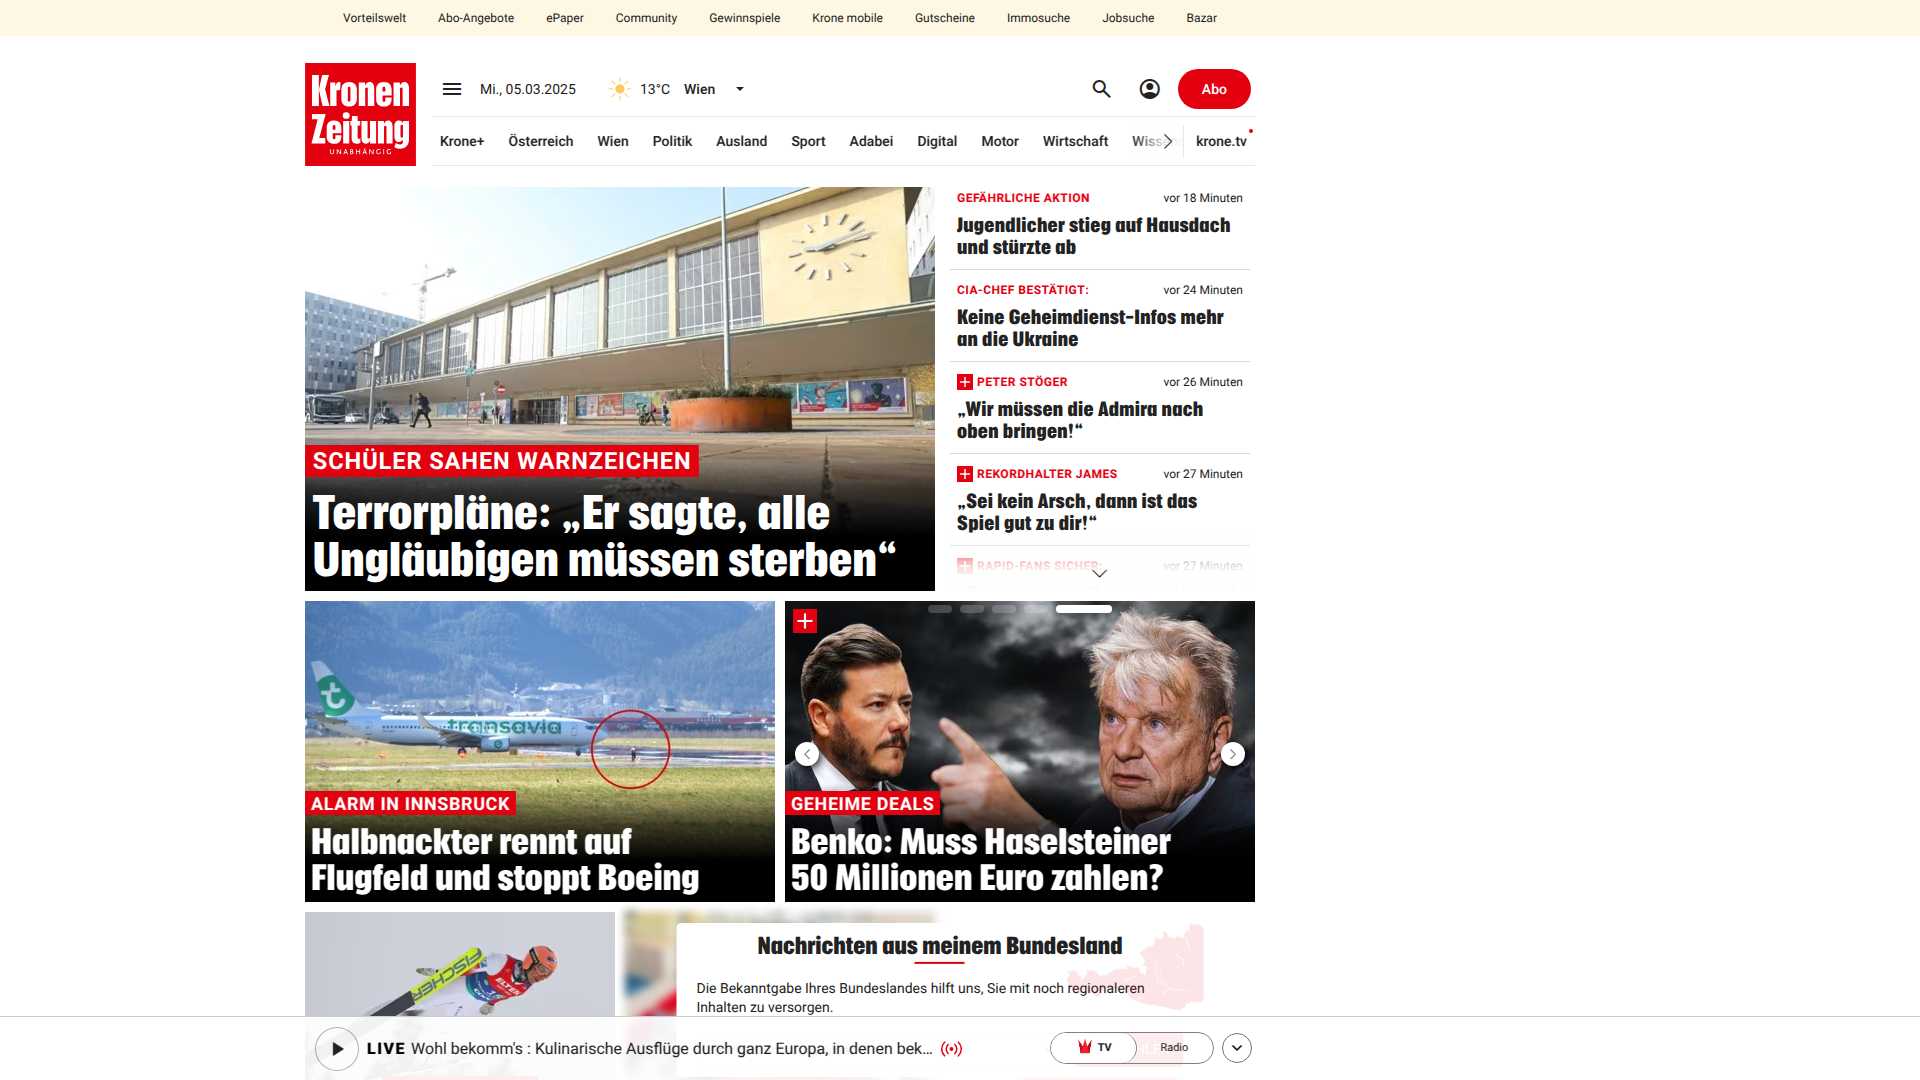 Vorteilswelt Abo-Angebote ePaper Community Gewinnspiele Krone mobile Gutscheine Immosuche Jobsuche Bazar
Kronen
Zeitung
UNABHÄNGIG
Mi., 05.03.2025 13°C Wien
Abo
Krone+ Österreich Wien Politik Ausland Sport Adabei Digital Motor Wirtschaft krone.tv
SCHÜLER SAHEN WARNZEICHEN
Terrorpläne: „Er sagte, alle
Ungläubigen müssen sterben“
GEFÄHRLICHE AKTION vor 18 Minuten
Jugendlicher stieg auf Hausdach
und stürzte ab
CIA-CHEF BESTÄTIGT: vor 24 Minuten
Keine Geheimdienst-Infos mehr
an die Ukraine
PETER STÖGER vor 26 Minuten
„Wir müssen die Admira nach
oben bringen!“
REKORDHALTER JAMES vor 27 Minuten
„Sei kein Arsch, dann ist das
Spiel gut zu dir!“
RAPID-FANS SICHER: vor 27 Minuten
transavia
ALARM IN INNSBRUCK
Halbnackter rennt auf
Flugfeld und stoppt Boeing
GEHEIME DEALS
Benko: Muss Haselsteiner
50 Millionen Euro zahlen?
FISCHER
Nachrichten aus meinem Bundesland
Die Bekanntgabe Ihres Bundeslandes hilft uns, Sie mit noch regionaleren
Inhalten zu versorgen.
LIVE Wohl bekomm's : Kulinarische Ausflüge durch ganz Europa, in denen bek...
TV Radio